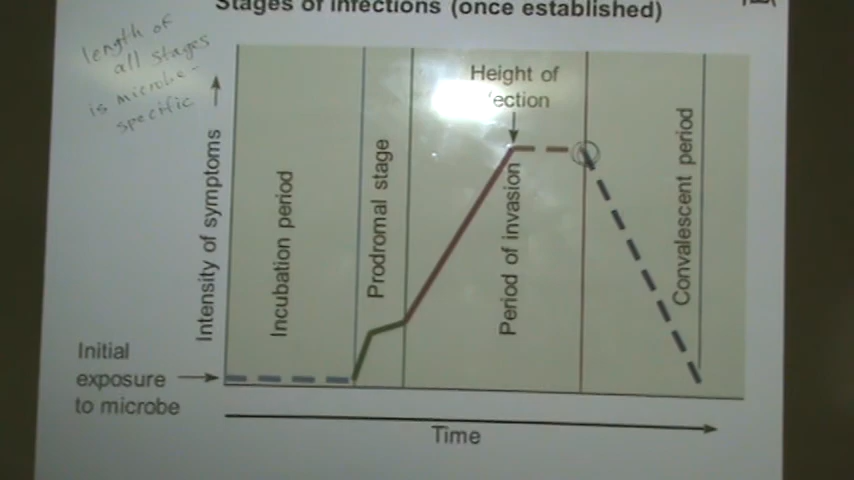 Stages of infections (once established)
length of
all stages
is microbe-
specific
Height of
ection
Intensity of symptoms
Incubation period
Prodromal stage
Period of invasion
Convalescent period
Initial
exposure
to microbe
Time